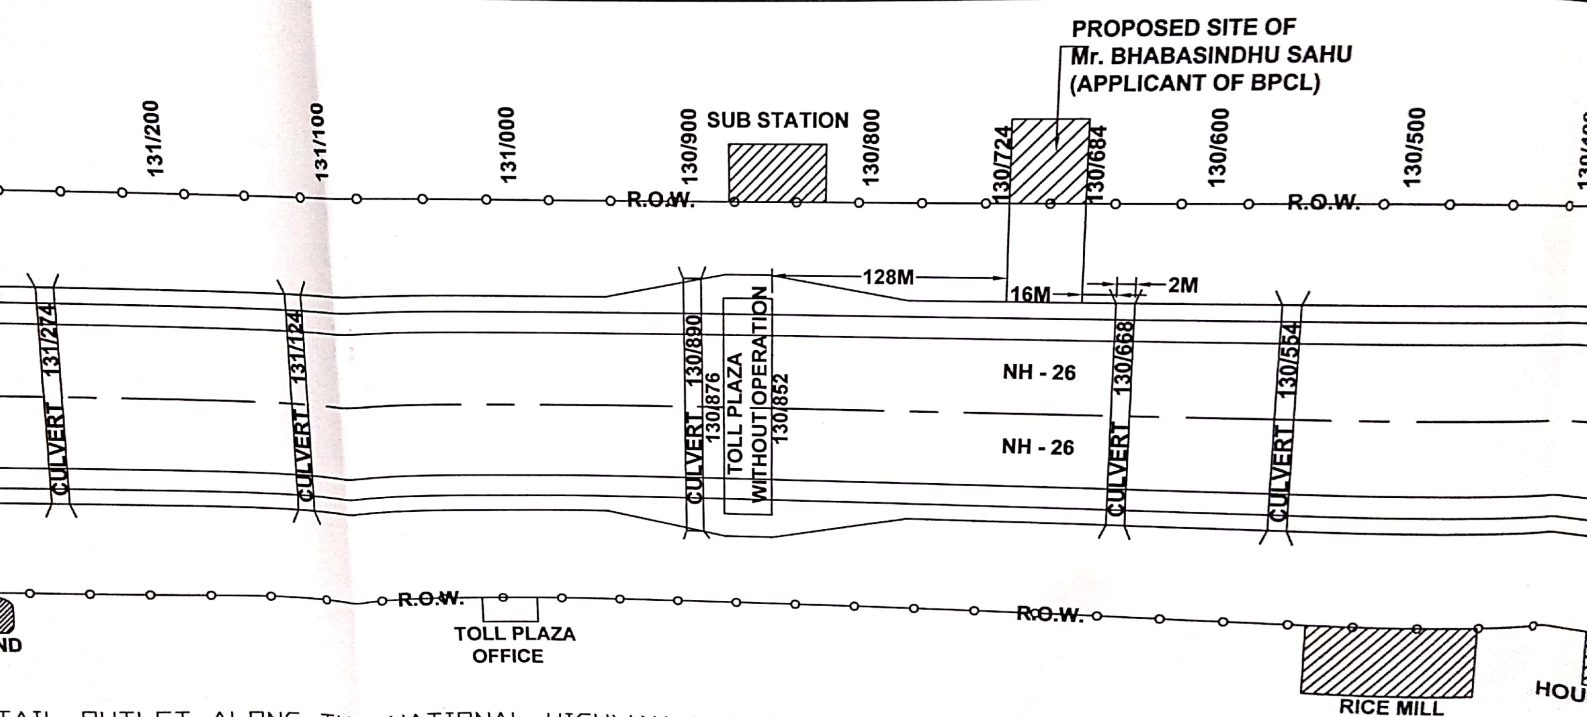 PROPOSED SITE OF
Mr. BHABASINDHU SAHU
(APPLICANT OF BPCL)
131/200
131/100
131/000
130/900
SUB STATION
130/800
130/724
130/684
130/600
130/500
R.O.W.
R.O.W.
128M
16M
2M
CULVERT 131/274
CULVERT 131/124
CULVERT 130/890
130/876
TOLL PLAZA
WITHOUT OPERATION
130/852
NH - 26
NH - 26
CULVERT 130/668
CULVERT 130/554
R.O.W.
R.O.W.
TOLL PLAZA
OFFICE
RICE MILL
OUTLET ALONG NATIONAL